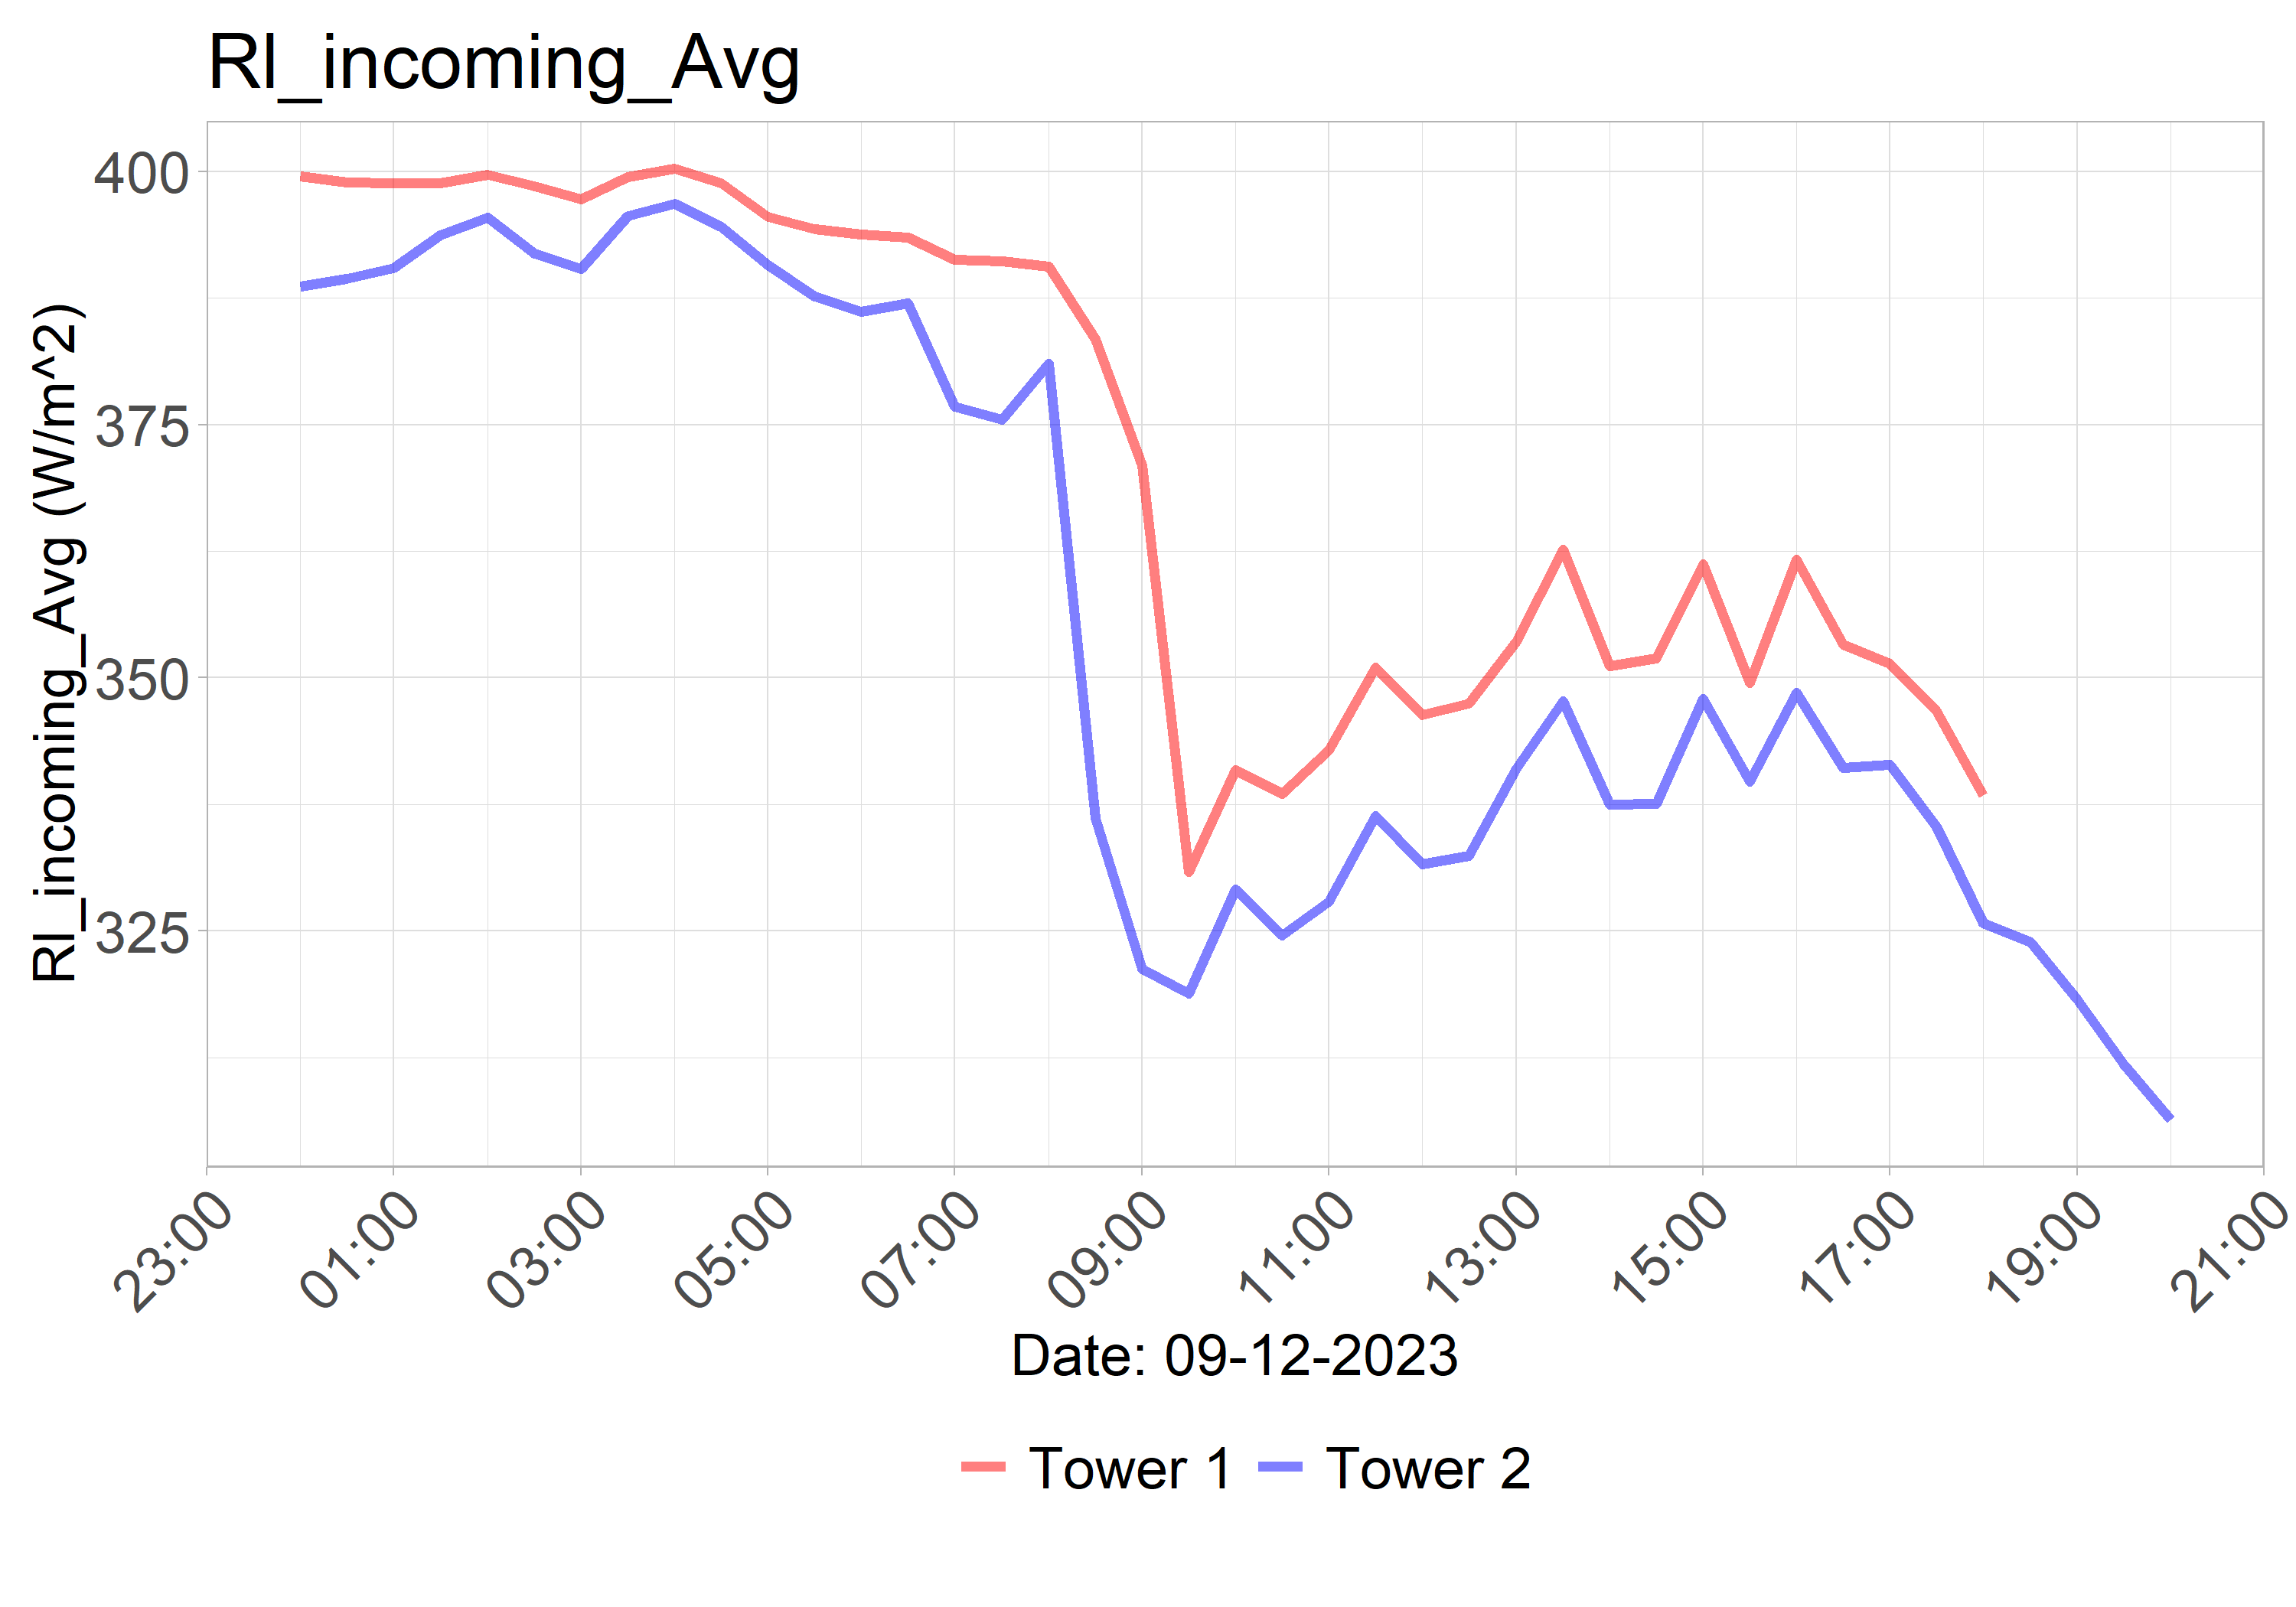 Rl_incoming_Avg
Rl_incoming_Avg (W/m^2)
400
375
350
325
23:00 01:00 03:00 05:00 07:00 09:00 11:00 13:00 15:00 17:00 19:00 21:00
Date: 09-12-2023
Tower 1 Tower 2